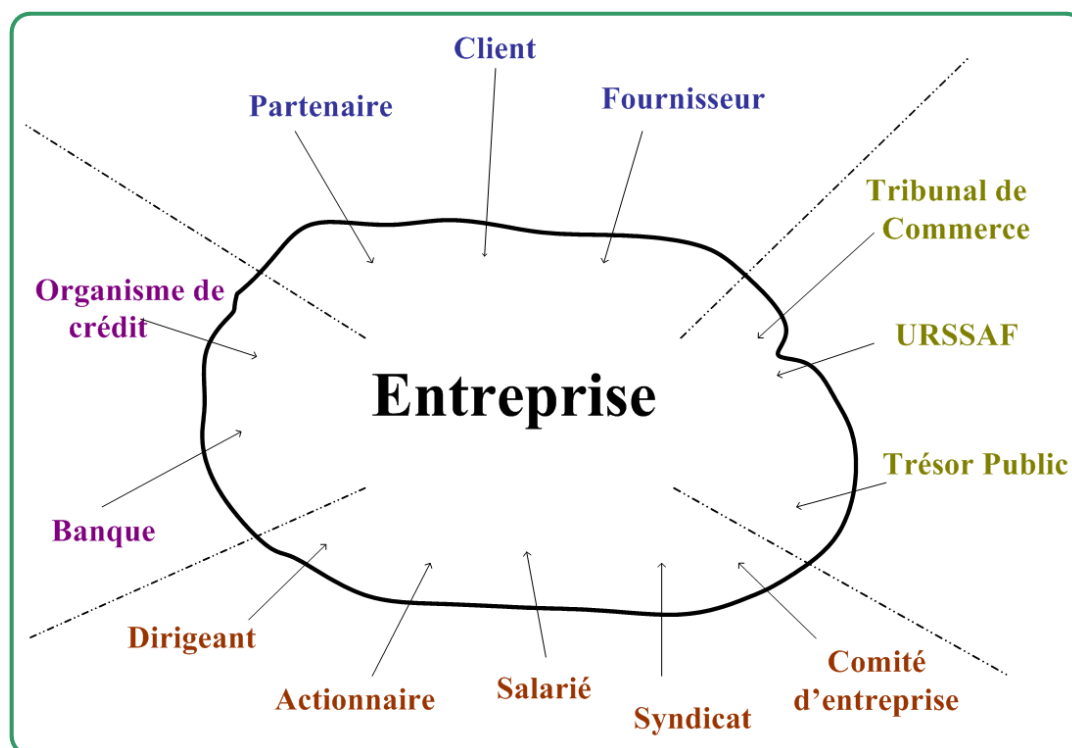 Client
Partenaire
Fournisseur
Tribunal de
Commerce
Organisme de
crédit
URSSAF
Entreprise
Trésor Public
Banque
Dirigeant
Actionnaire
Salarié
Syndicat
Comité
d’entreprise